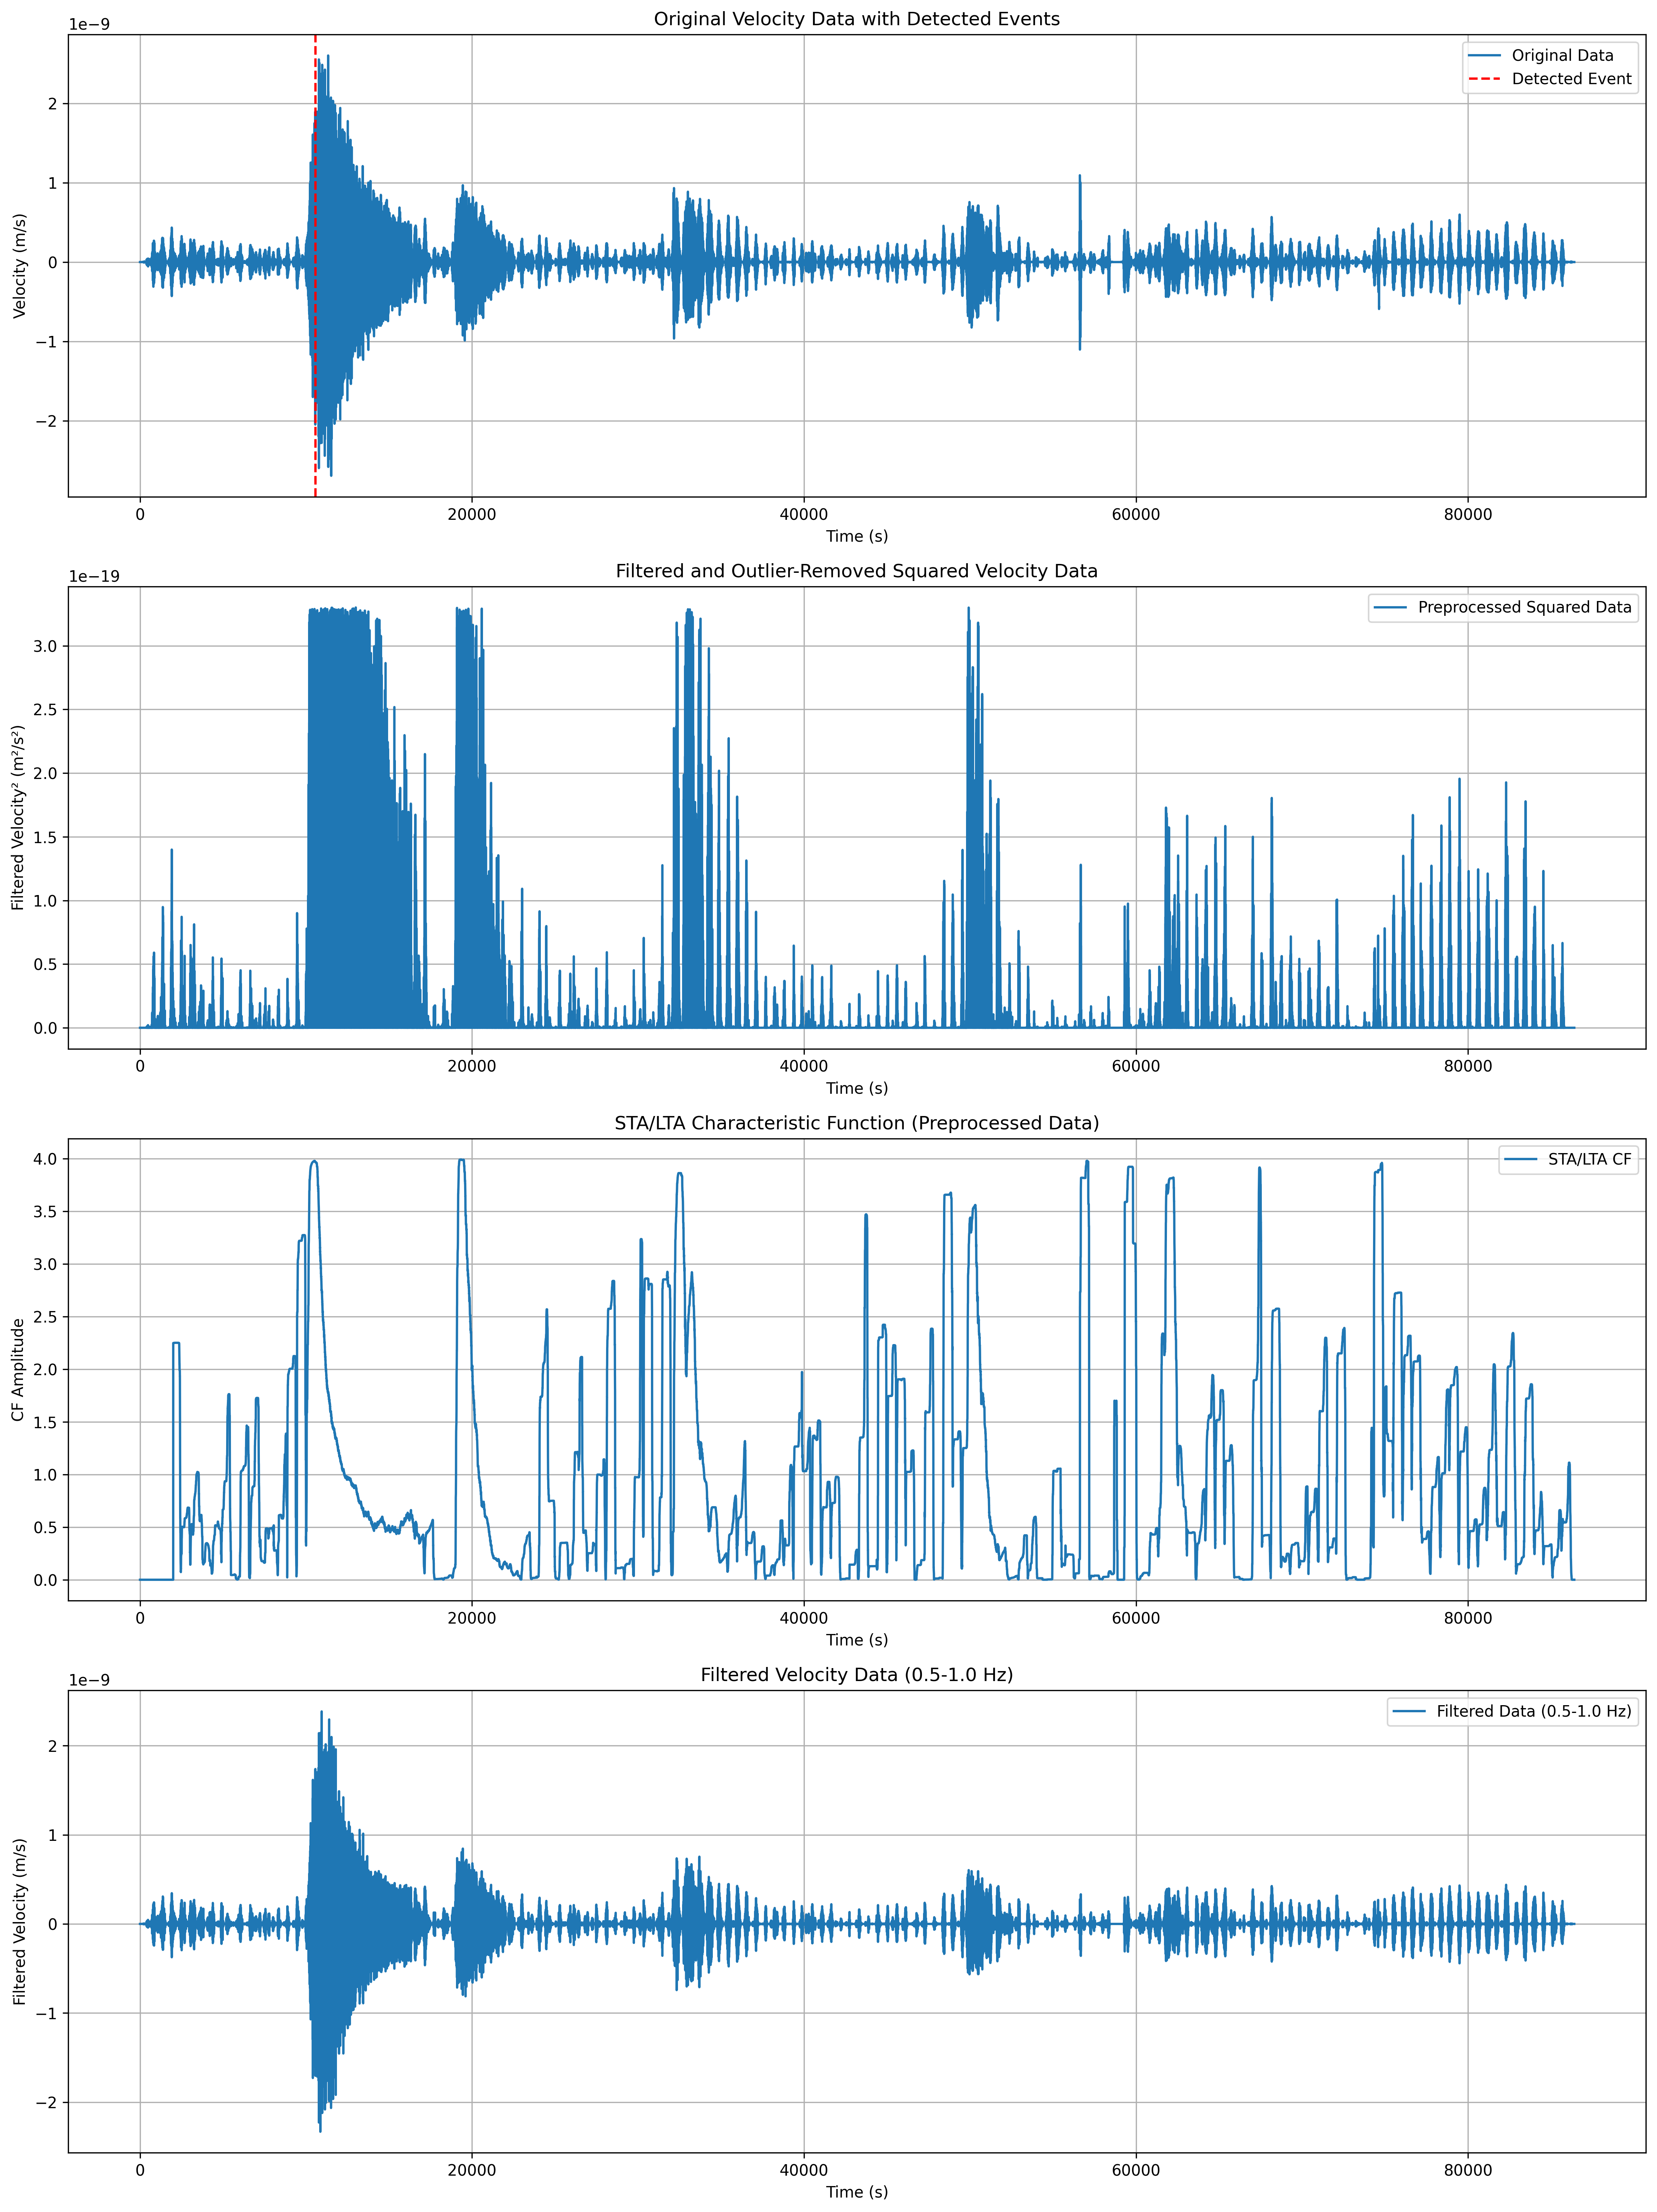 Original Velocity Data with Detected Events
1e−9
Original Data
Detected Event
2
1
0
−1
−2
Velocity (m/s)
0 20000 40000 60000 80000
Time (s)
Filtered and Outlier-Removed Squared Velocity Data
1e−19
Preprocessed Squared Data
3.0
2.5
2.0
1.5
1.0
0.5
0.0
Filtered Velocity² (m²/s²)
0 20000 40000 60000 80000
Time (s)
STA/LTA Characteristic Function (Preprocessed Data)
STA/LTA CF
4.0
3.5
3.0
2.5
2.0
1.5
1.0
0.5
0.0
CF Amplitude
0 20000 40000 60000 80000
Time (s)
Filtered Velocity Data (0.5-1.0 Hz)
1e−9
Filtered Data (0.5-1.0 Hz)
2
1
0
−1
−2
Filtered Velocity (m/s)
0 20000 40000 60000 80000
Time (s)